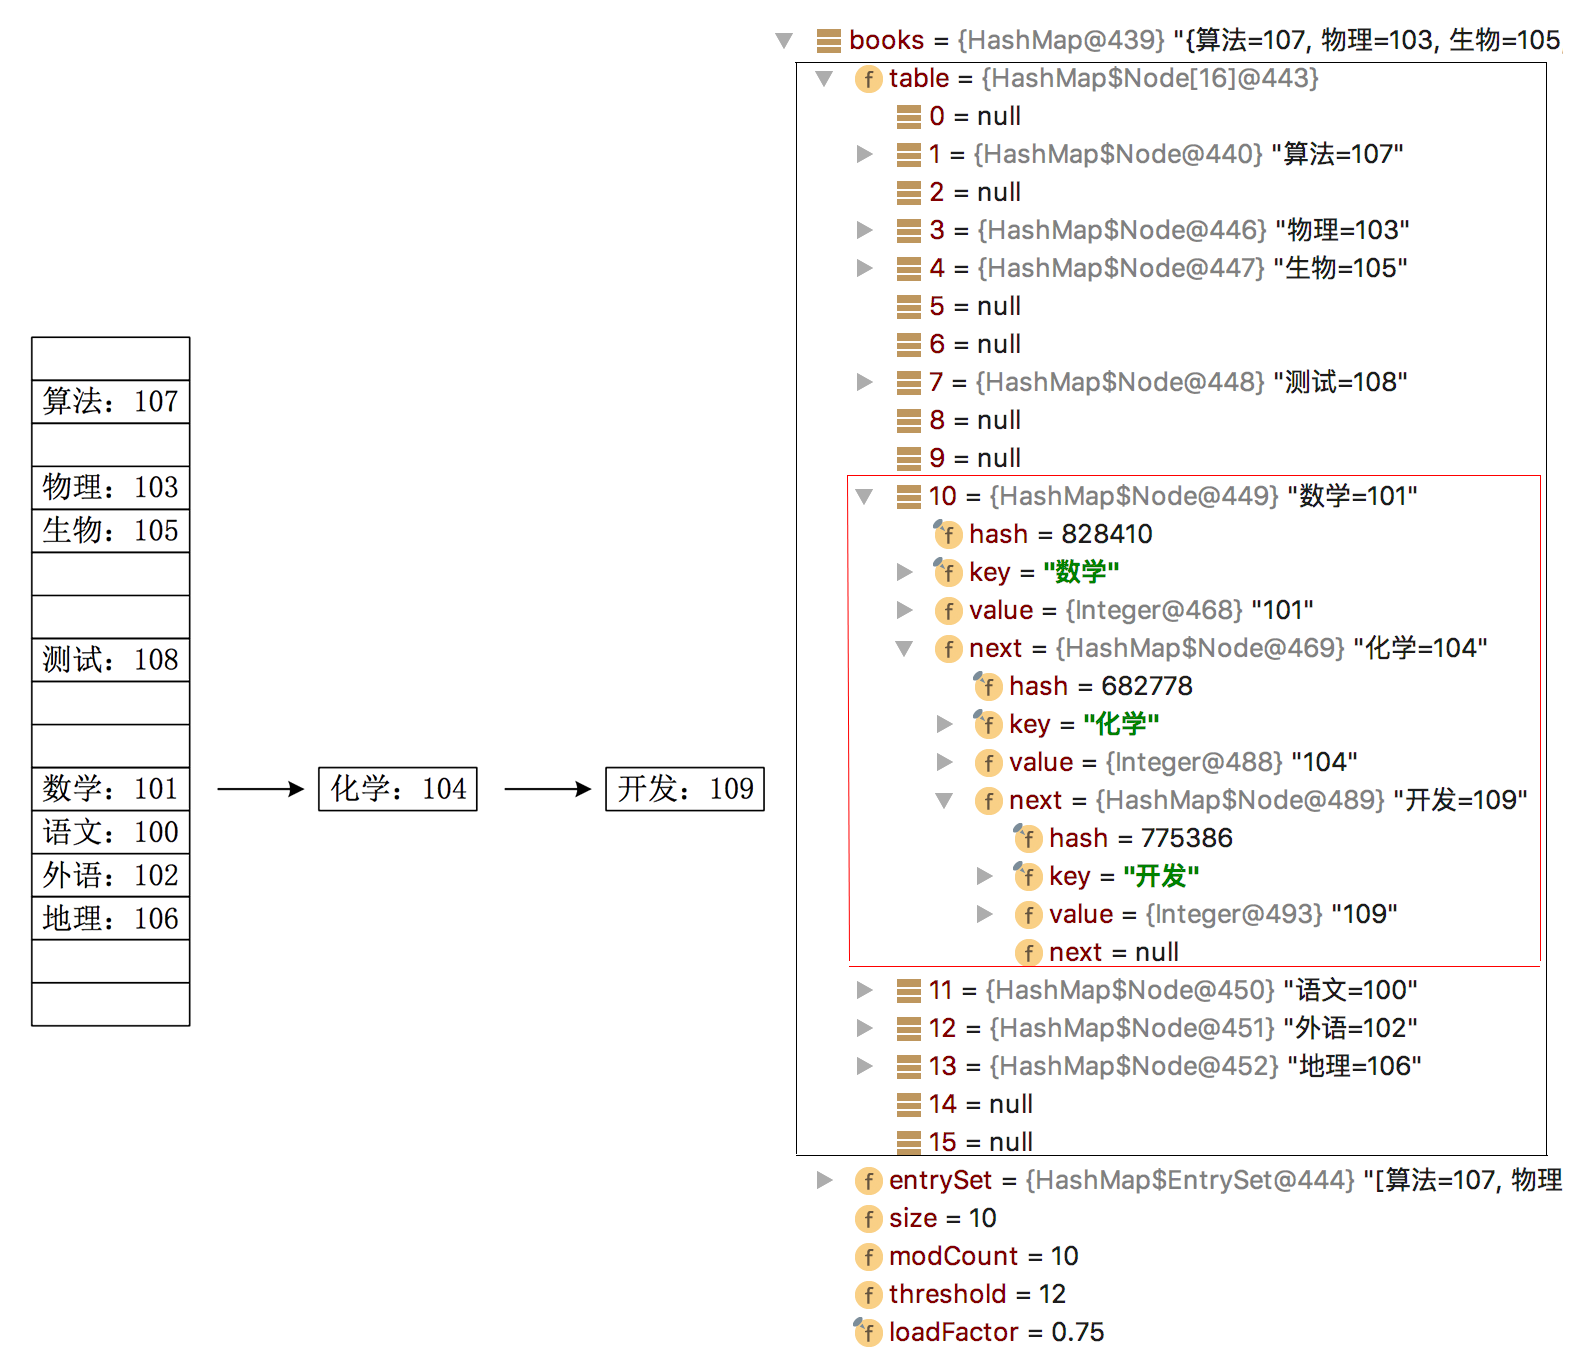 算法：107
物理：103
生物：105
测试：108
数学：101
化学：104
开发：109
语文：100
外语：102
地理：106
books = {HashMap@439} "{算法=107, 物理=103, 生物=105,
f table = {HashMap$Node[16]@443}
0 = null
1 = {HashMap$Node@440} "算法=107"
2 = null
3 = {HashMap$Node@446} "物理=103"
4 = {HashMap$Node@447} "生物=105"
5 = null
6 = null
7 = {HashMap$Node@448} "测试=108"
8 = null
9 = null
10 = {HashMap$Node@449} "数学=101"
f hash = 828410
f key = "数学"
f value = {Integer@468} "101"
f next = {HashMap$Node@469} "化学=104"
f hash = 682778
f key = "化学"
f value = {Integer@488} "104"
f next = {HashMap$Node@489} "开发=109"
f hash = 775386
f key = "开发"
f value = {Integer@493} "109"
f next = null
11 = {HashMap$Node@450} "语文=100"
12 = {HashMap$Node@451} "外语=102"
13 = {HashMap$Node@452} "地理=106"
14 = null
15 = null
f entrySet = {HashMap$EntrySet@444} "[算法=107, 物理
f size = 10
f modCount = 10
f threshold = 12
f loadFactor = 0.75